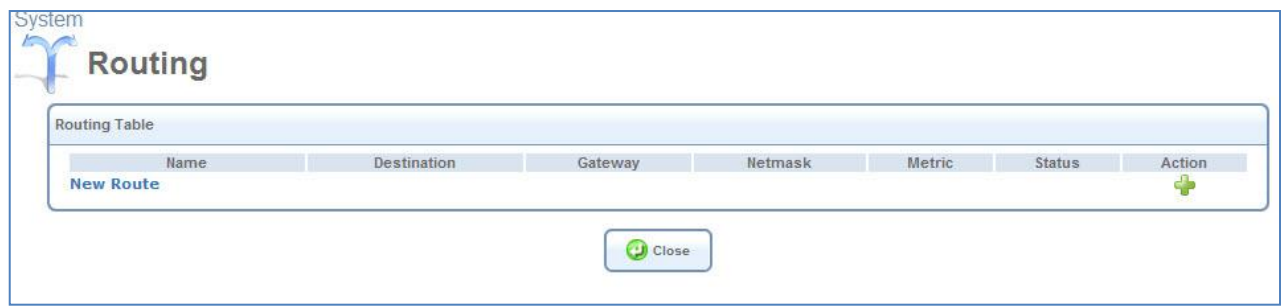 System
Routing
Routing Table
Name Destination Gateway Netmask Metric Status Action
New Route
Close